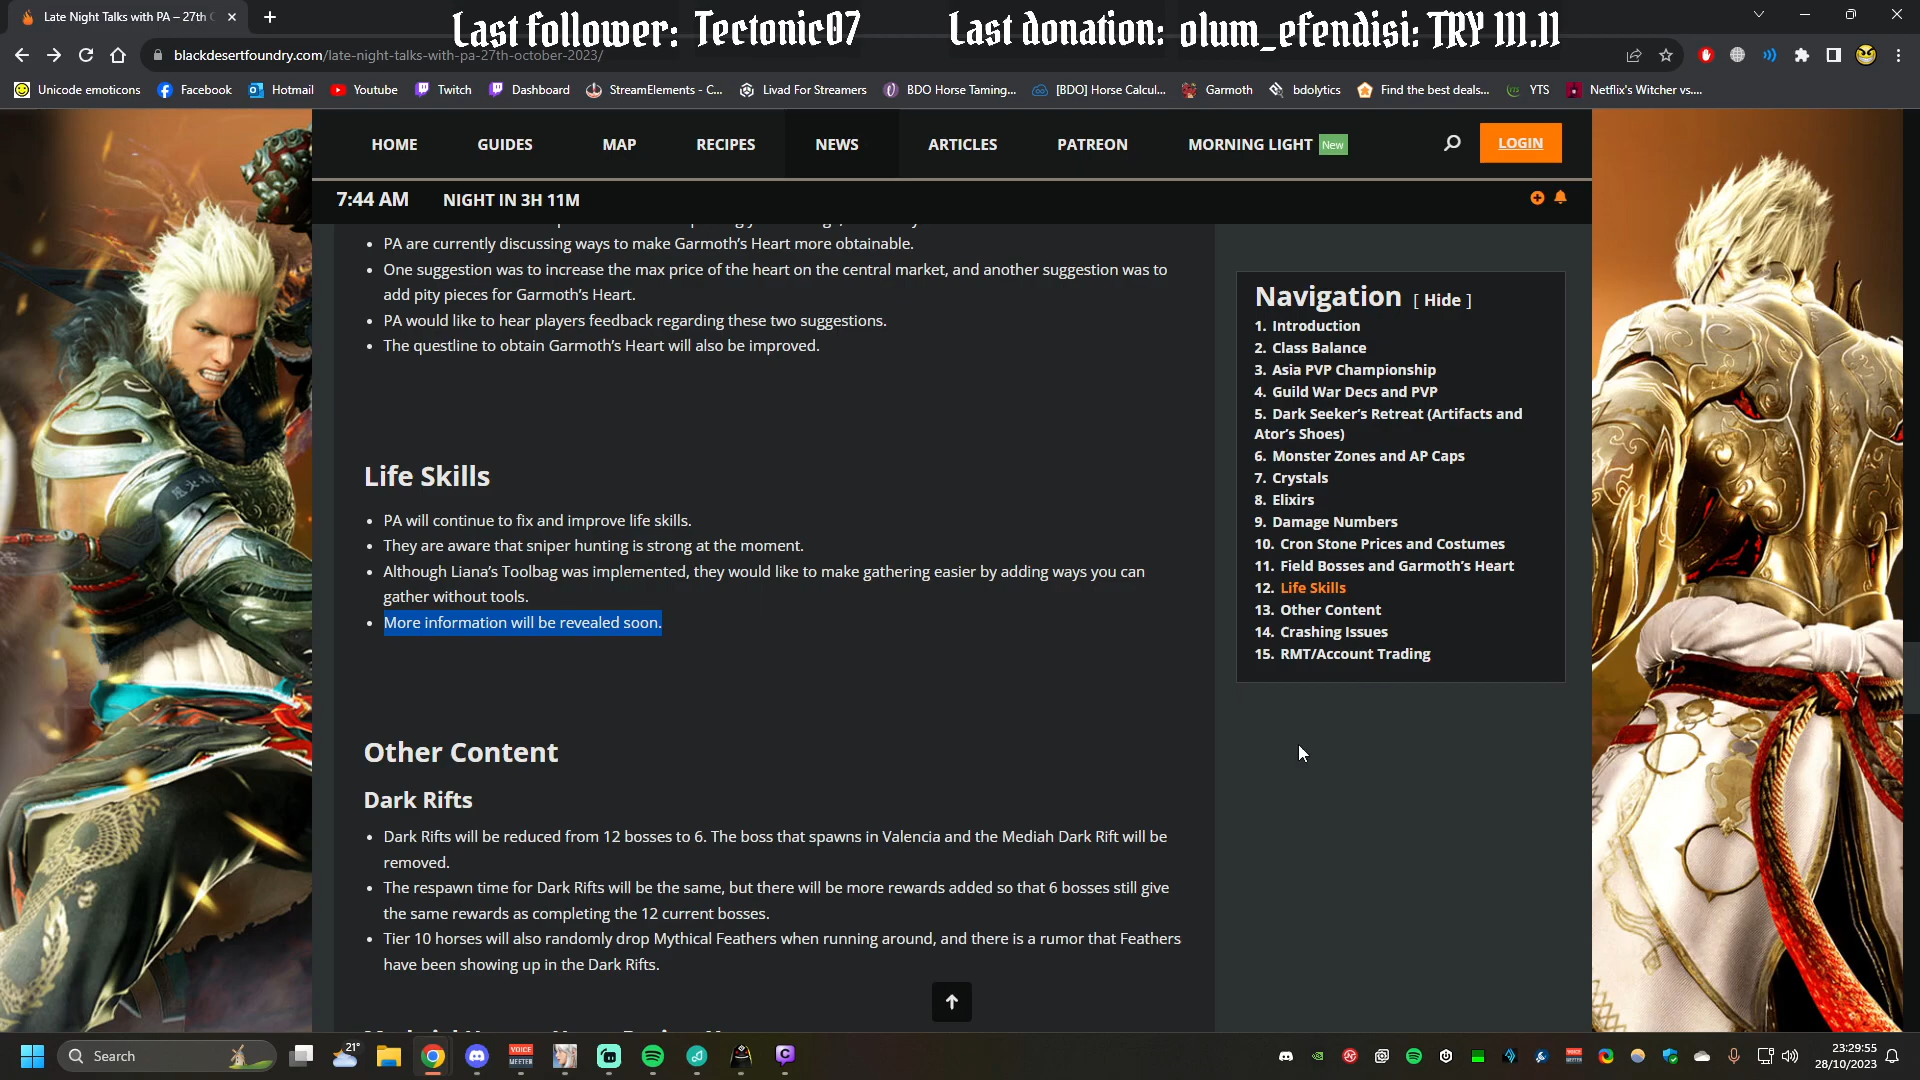 Late Night Talks with PA – 27th
Last follower: Tectonic07
Last donation: olum_efendisi: TRY 111.11
blackdesertfoundry.com/late-night-talks-with-pa-27th-october-2023/
Unicode emoticons
Facebook
Hotmail
Youtube
Twitch
Dashboard
StreamElements - C...
Livad For Streamers
BDO Horse Taming...
[BDO] Horse Calcul...
Garmoth
bdolytics
Find the best deals...
YTS
Netflix's Witcher vs....
HOME
GUIDES
MAP
RECIPES
NEWS
ARTICLES
PATREON
MORNING LIGHT New
LOGIN
7:44 AM
NIGHT IN 3H 11M
• PA are currently discussing ways to make Garmoth's Heart more obtainable.
• One suggestion was to increase the max price of the heart on the central market, and another suggestion was to
add pity pieces for Garmoth's Heart.
• PA would like to hear players feedback regarding these two suggestions.
• The questline to obtain Garmoth's Heart will also be improved.
Life Skills
• PA will continue to fix and improve life skills.
• They are aware that sniper hunting is strong at the moment.
• Although Liana's Toolbag was implemented, they would like to make gathering easier by adding ways you can
gather without tools.
• More information will be revealed soon.
Other Content
Dark Rifts
• Dark Rifts will be reduced from 12 bosses to 6. The boss that spawns in Valencia and the Mediah Dark Rift will be
removed.
• The respawn time for Dark Rifts will be the same, but there will be more rewards added so that 6 bosses still give
the same rewards as completing the 12 current bosses.
• Tier 10 horses will also randomly drop Mythical Feathers when running around, and there is a rumor that Feathers
have been showing up in the Dark Rifts.
Navigation [ Hide ]
1. Introduction
2. Class Balance
3. Asia PVP Championship
4. Guild War Decs and PVP
5. Dark Seeker's Retreat (Artifacts and
Ator's Shoes)
6. Monster Zones and AP Caps
7. Crystals
8. Elixirs
9. Damage Numbers
10. Cron Stone Prices and Costumes
11. Field Bosses and Garmoth's Heart
12. Life Skills
13. Other Content
14. Crashing Issues
15. RMT/Account Trading
Search
21°
VOICE
MEETER
23:29:55
28/10/2023